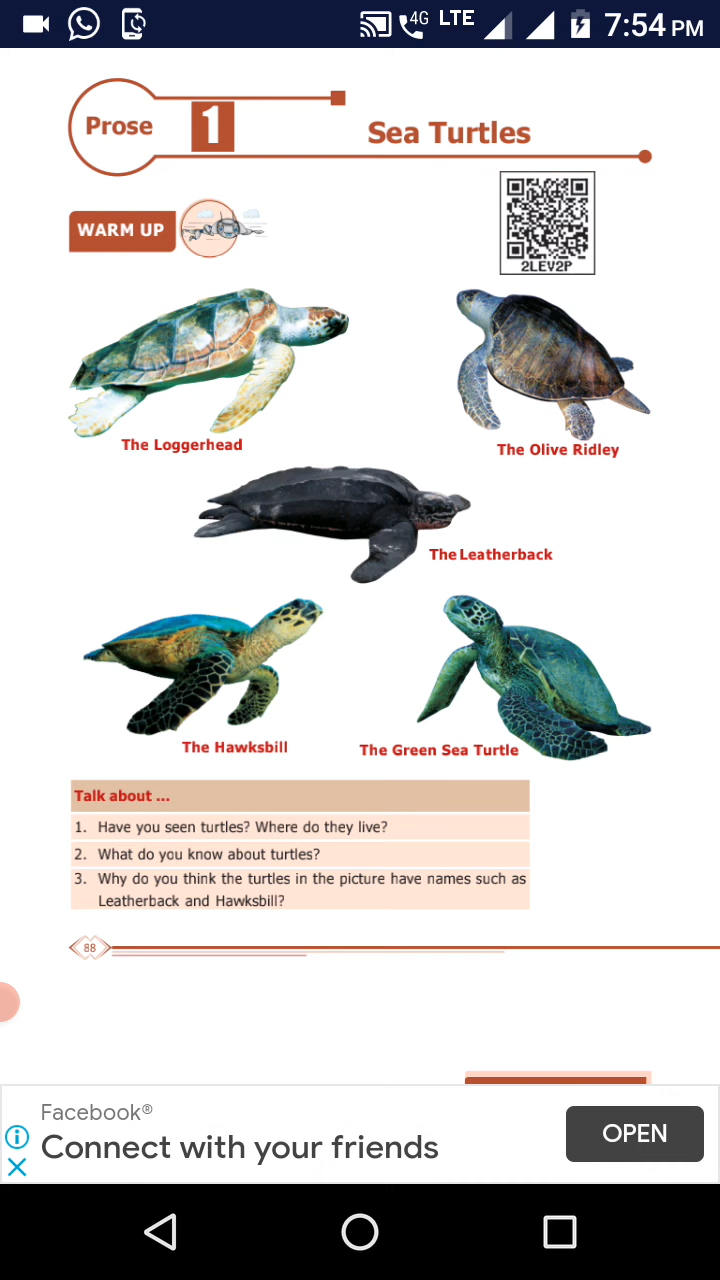 4G LTE 7:54 PM
Prose 1 Sea Turtles
WARM UP
2LEV2P
The Loggerhead
The Olive Ridley
The Leatherback
The Hawksbill
The Green Sea Turtle
Talk about ...
1. Have you seen turtles? Where do they live?
2. What do you know about turtles?
3. Why do you think the turtles in the picture have names such as
Leatherback and Hawksbill?
88
Facebook®
Connect with your friends
OPEN